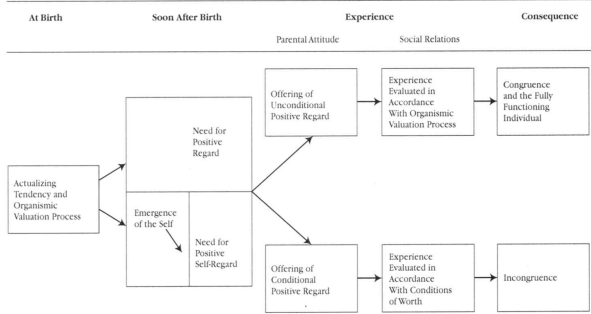 At Birth
Soon After Birth
Experience
Consequence
Parental Attitude
Social Relations
Actualizing
Tendency and
Organismic
Valuation Process
Need for
Positive
Regard
Emergence
of the Self
Need for
Positive
Self-Regard
Offering of
Unconditional
Positive Regard
Experience
Evaluated in
Accordance
With Organismic
Valuation Process
Congruence
and the Fully
Functioning
Individual
Offering of
Conditional
Positive Regard
Experience
Evaluated in
Accordance
With Conditions
of Worth
Incongruence